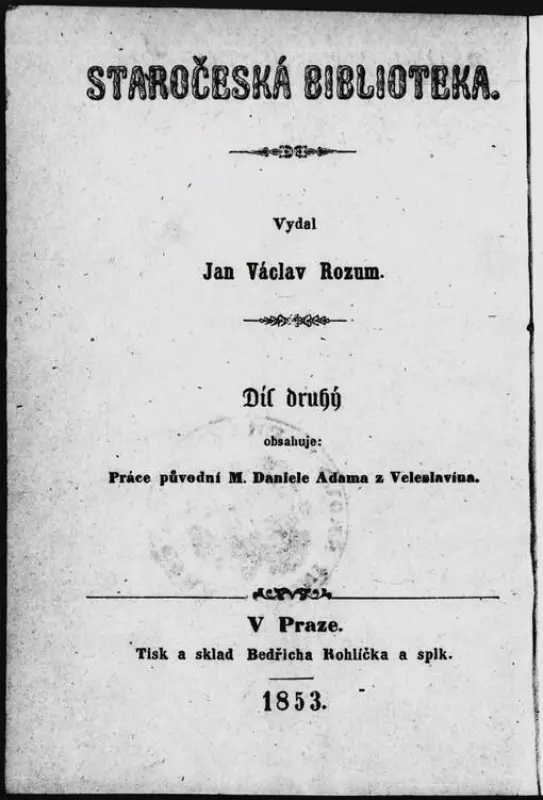 STAROČESKÁ BIBLIOTEKA.
Vydal
Jan Václav Rozum.
Díl druhý
obsahuje:
Práce původní M. Daniele Adama z Veleslavína.
V Praze.
Tisk a sklad Bedřicha Rohlíčka a splk.
1853.